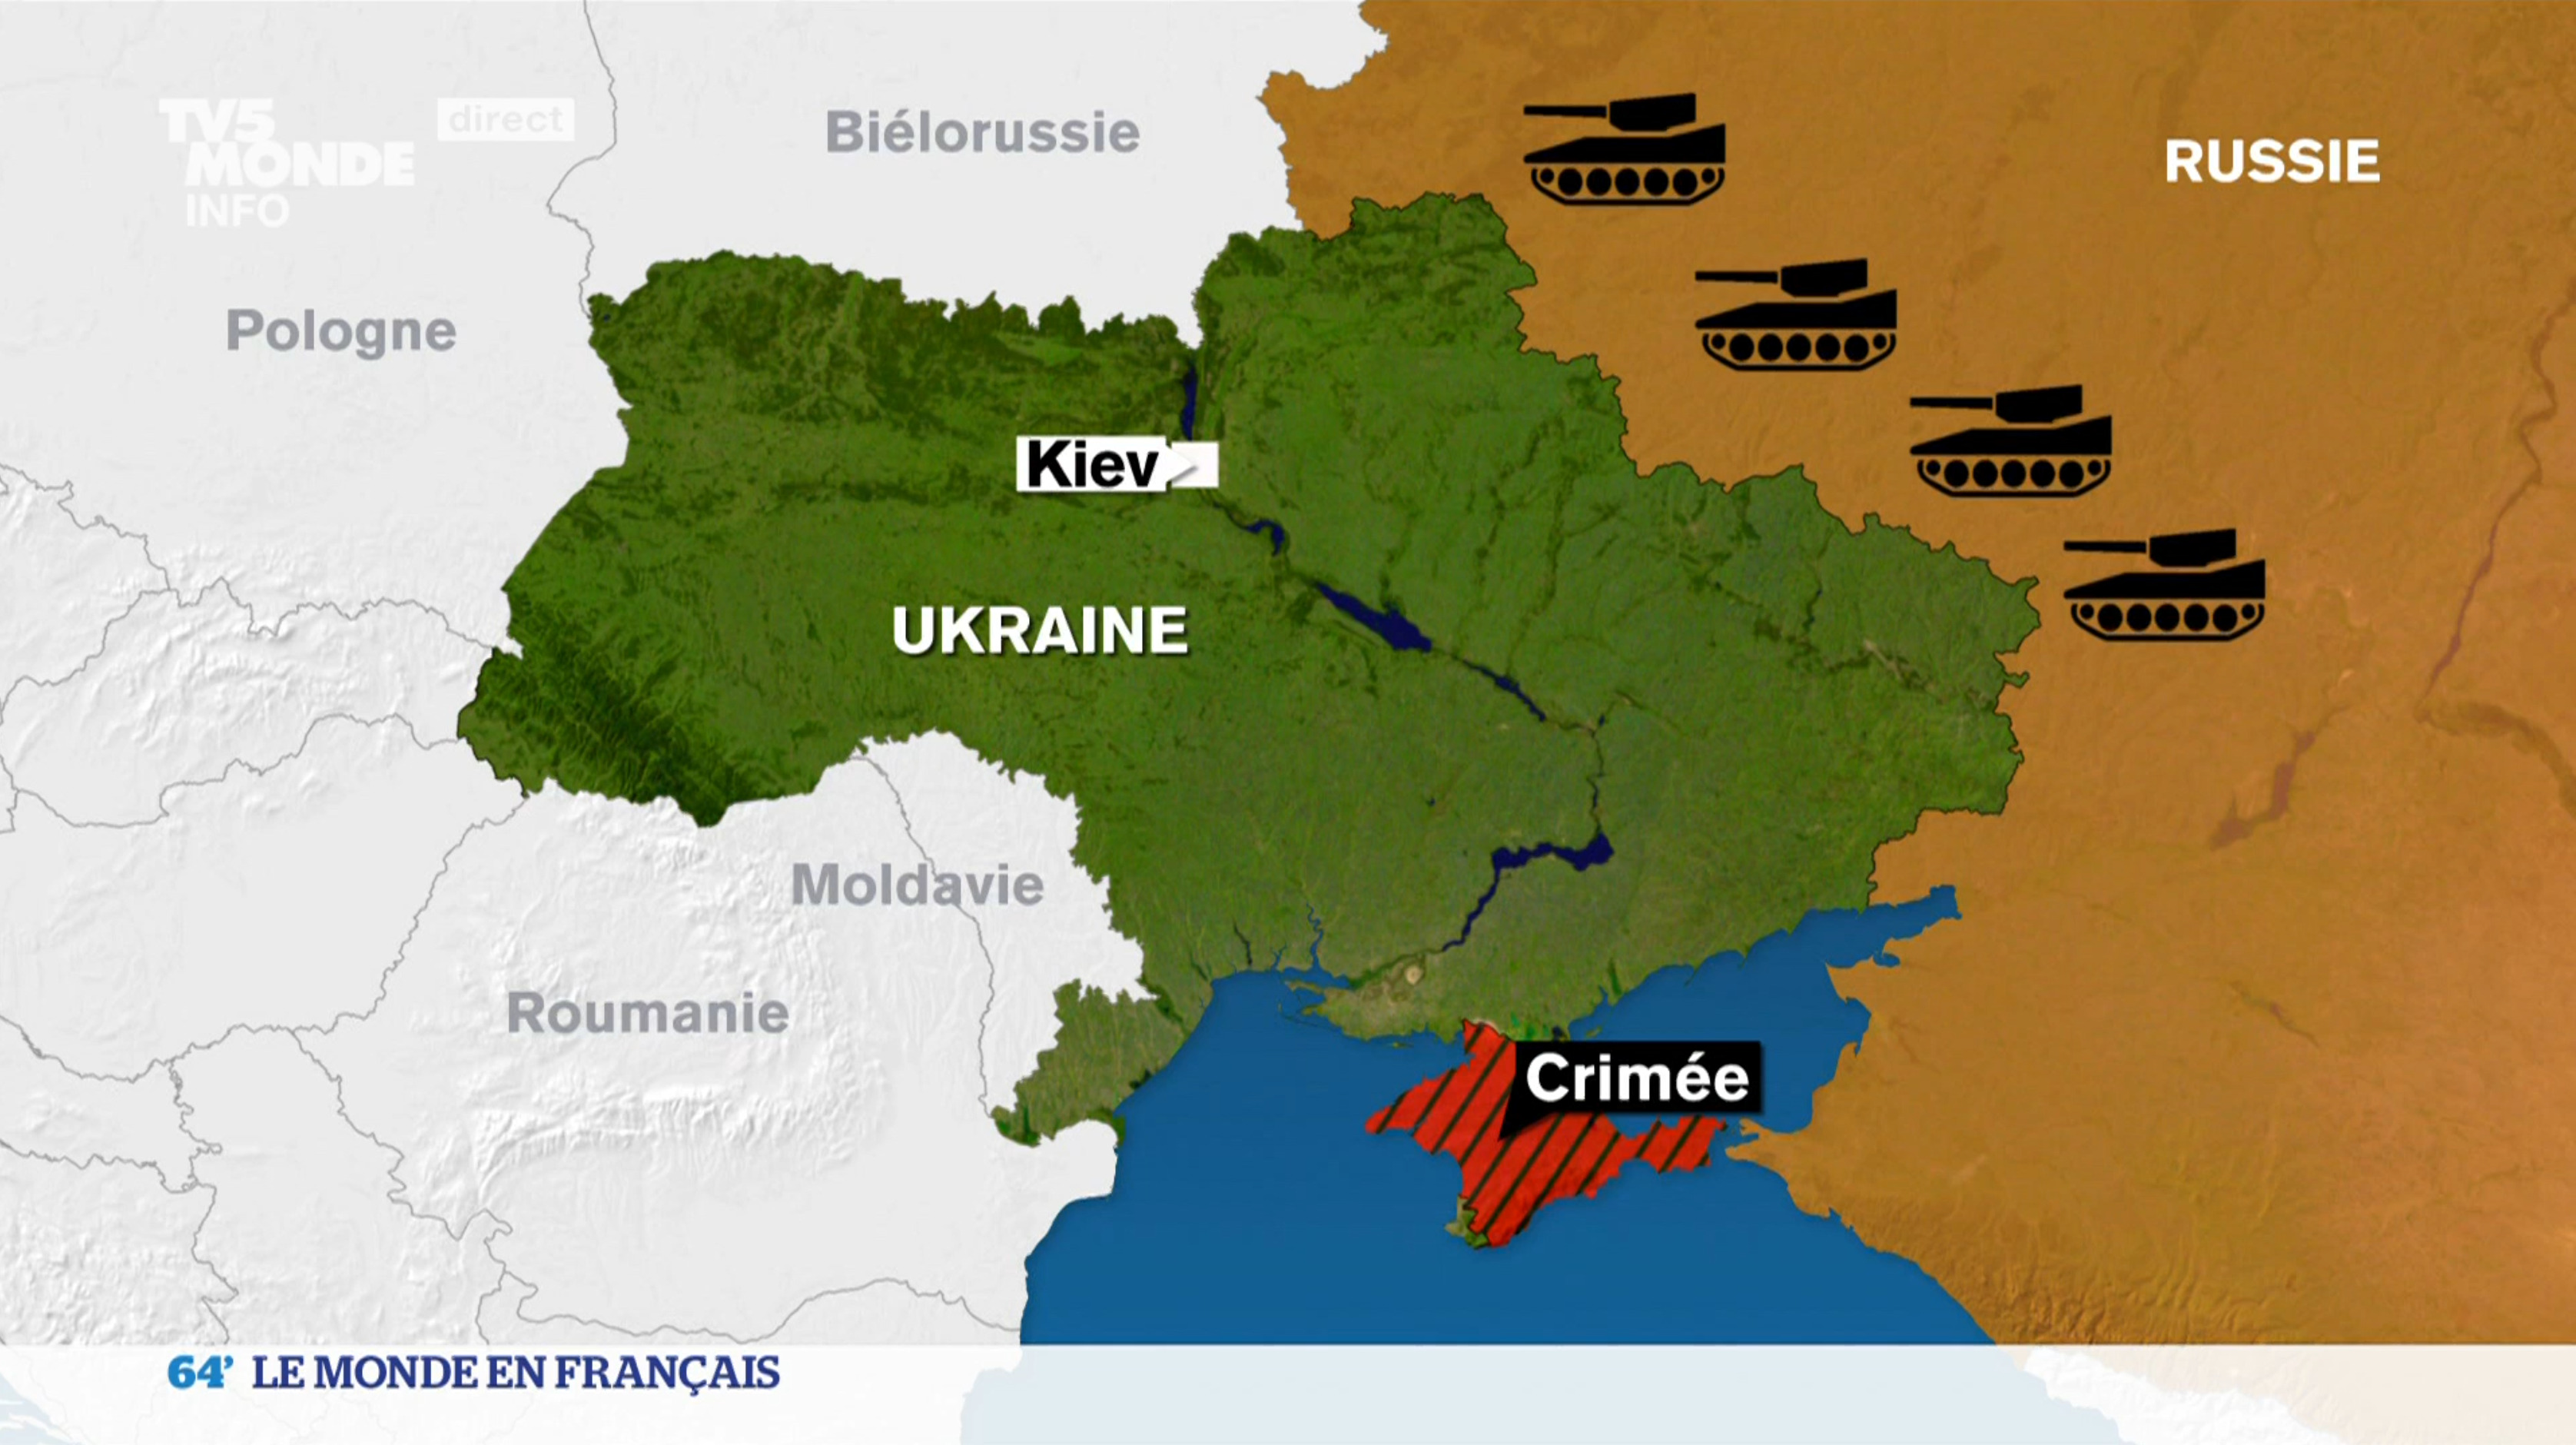 TV5
MONDE
INFO
direct
Biélorussie
RUSSIE
Pologne
Kiev
UKRAINE
Moldavie
Roumanie
Crimée
64' LE MONDE EN FRANÇAIS